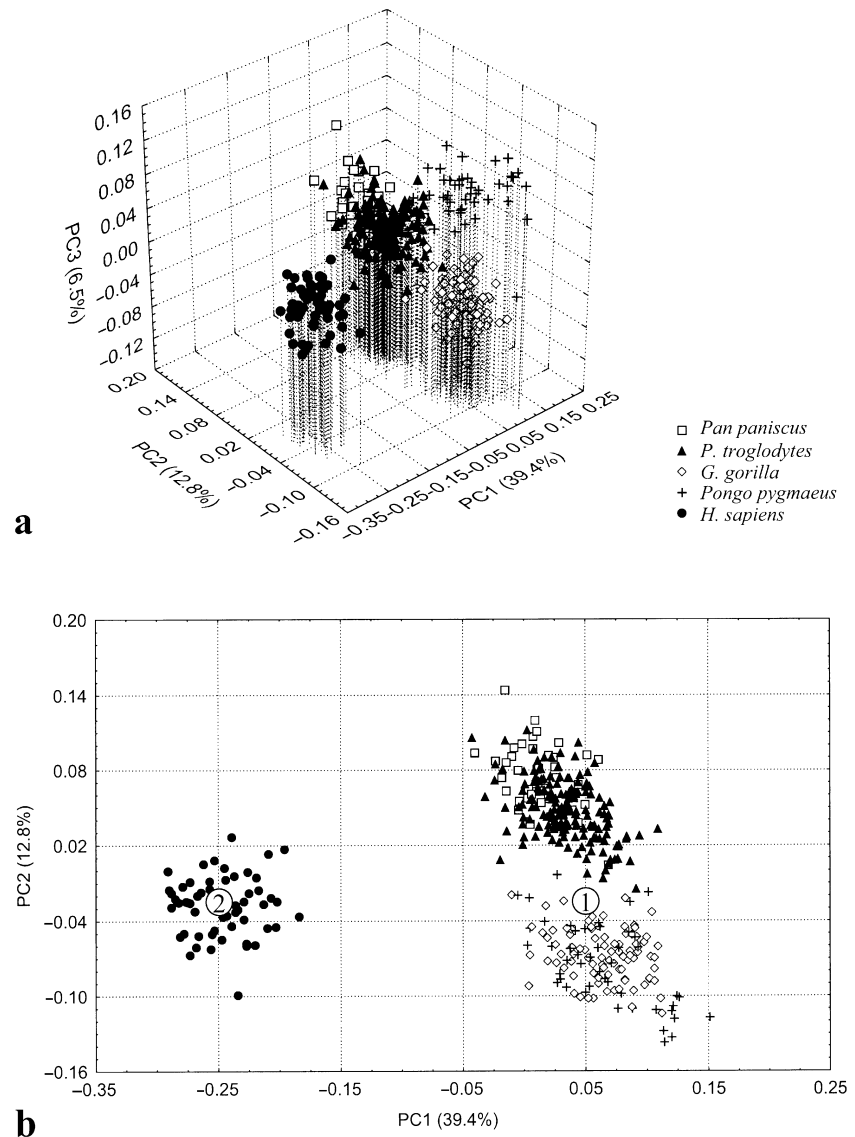 0.16
0.12
0.08
0.04
0.00
−0.04
−0.08
−0.12
PC3 (6.5%)
0.20
0.14
0.08
0.02
−0.04
−0.10
−0.16
PC2 (12.8%)
−0.35-0.25-0.15-0.05 0.05 0.15 0.25
PC1 (39.4%)
Pan paniscus
P. troglodytes
G. gorilla
Pongo pygmaeus
H. sapiens
a
0.20
0.14
0.08
0.02
−0.04
−0.10
−0.16
PC2 (12.8%)
2
1
−0.35 −0.25 −0.15 −0.05 0.05 0.15 0.25
PC1 (39.4%)
b